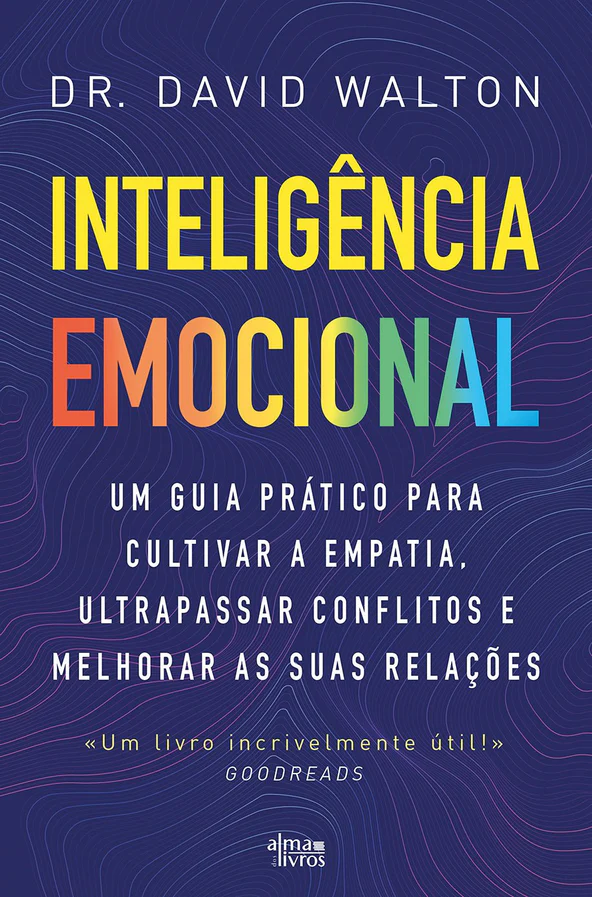 DR. DAVID WALTON
INTELIGÊNCIA
EMOCIONAL
UM GUIA PRÁTICO PARA
CULTIVAR A EMPATIA,
ULTRAPASSAR CONFLITOS E
MELHORAR AS SUAS RELAÇÕES
«Um livro incrivelmente útil!»
GOODREADS
alma
dos livros